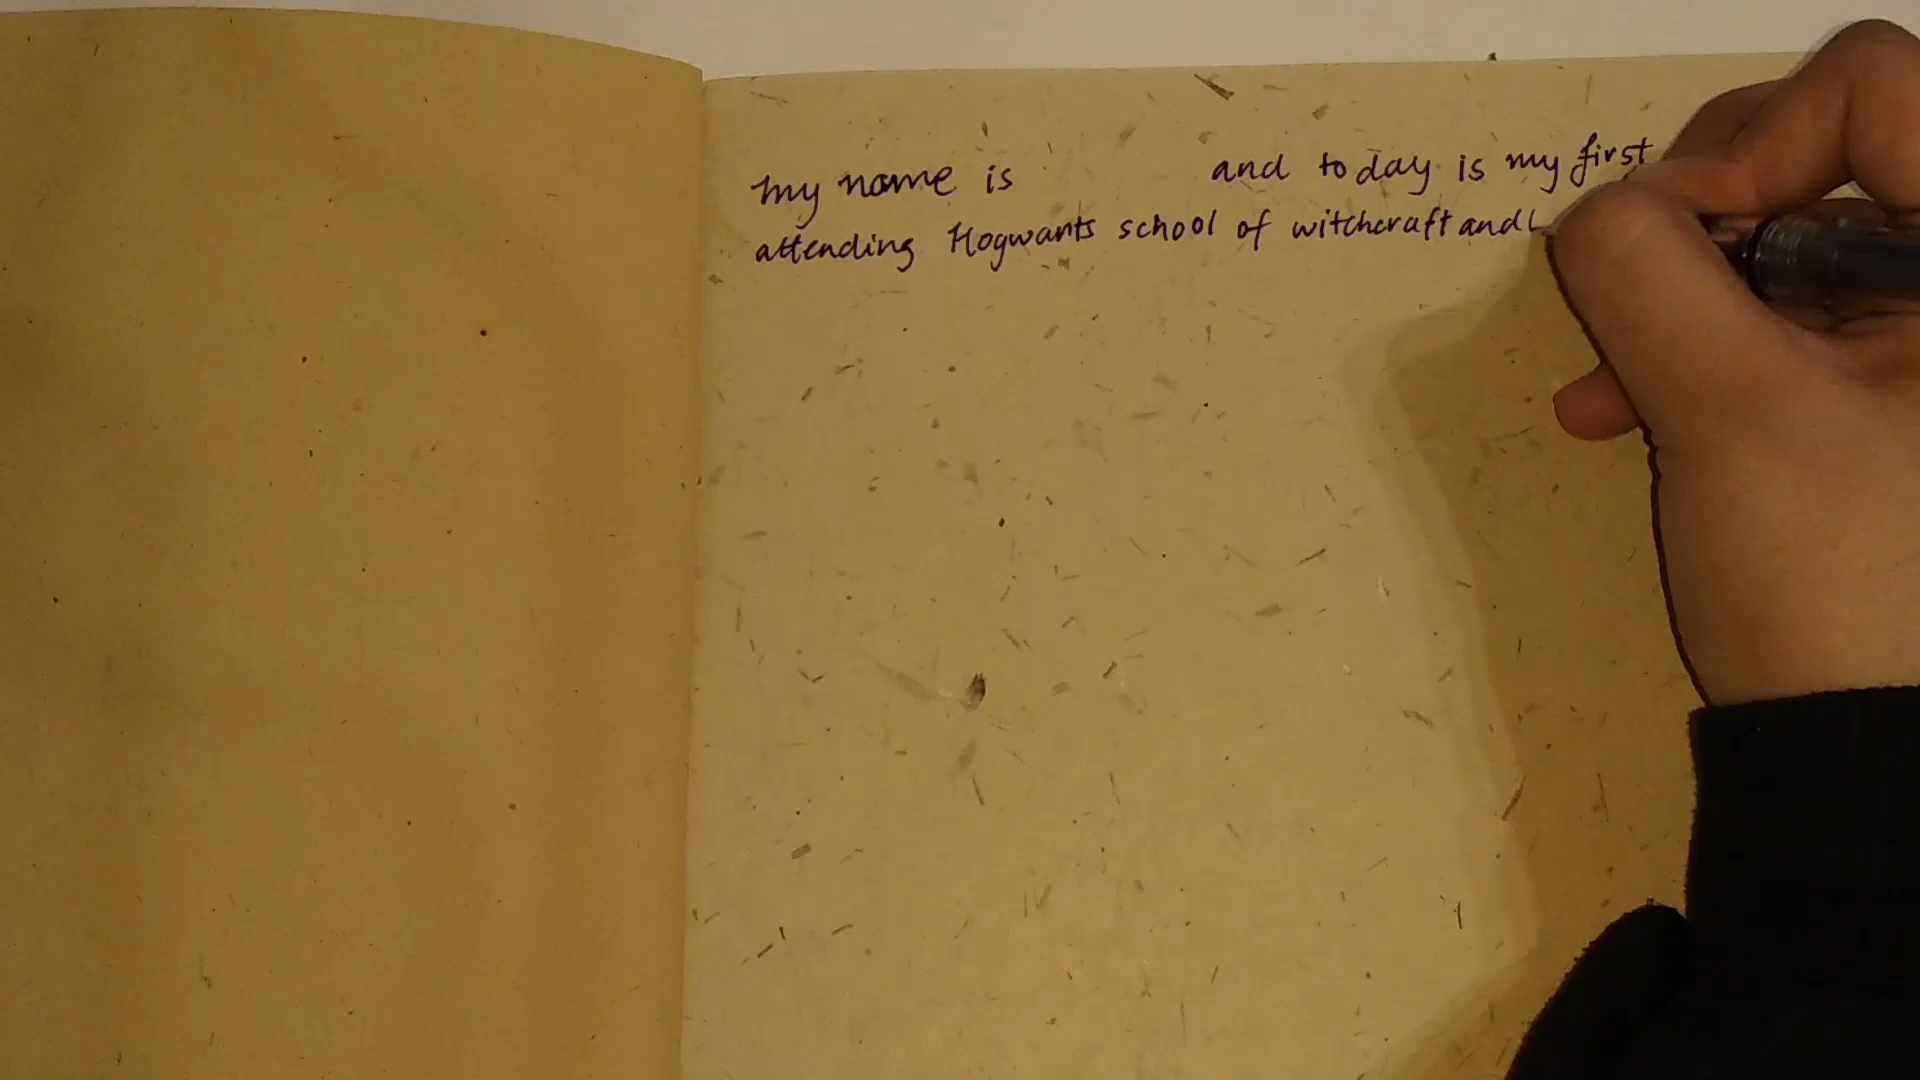 my name is and today is my first
attending Hogwarts school of witchcraft and